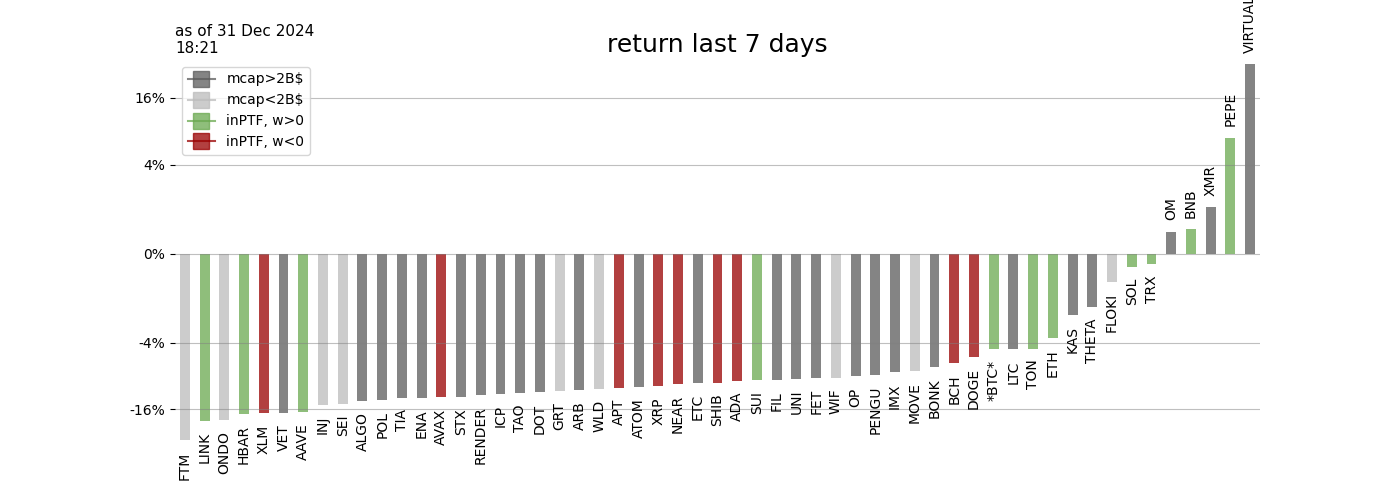 as of 31 Dec 2024
18:21
return last 7 days
mcap>2B$
mcap<2B$
inPTF, w>0
inPTF, w<0
16%
4%
0%
-4%
-16%
FTM
LINK
ONDO
HBAR
XLM
VET
AAVE
INJ
SEI
ALGO
POL
TIA
ENA
AVAX
STX
RENDER
ICP
TAO
DOT
GRT
ARB
WLD
APT
ATOM
XRP
NEAR
ETC
SHIB
ADA
SUI
FIL
UNI
FET
WIF
OP
PENGU
IMX
MOVE
BONK
BCH
DOGE
*BTC*
LTC
TON
ETH
KAS
THETA
FLOKI
SOL
TRX
OM
BNB
XMR
PEPE
VIRTUAL